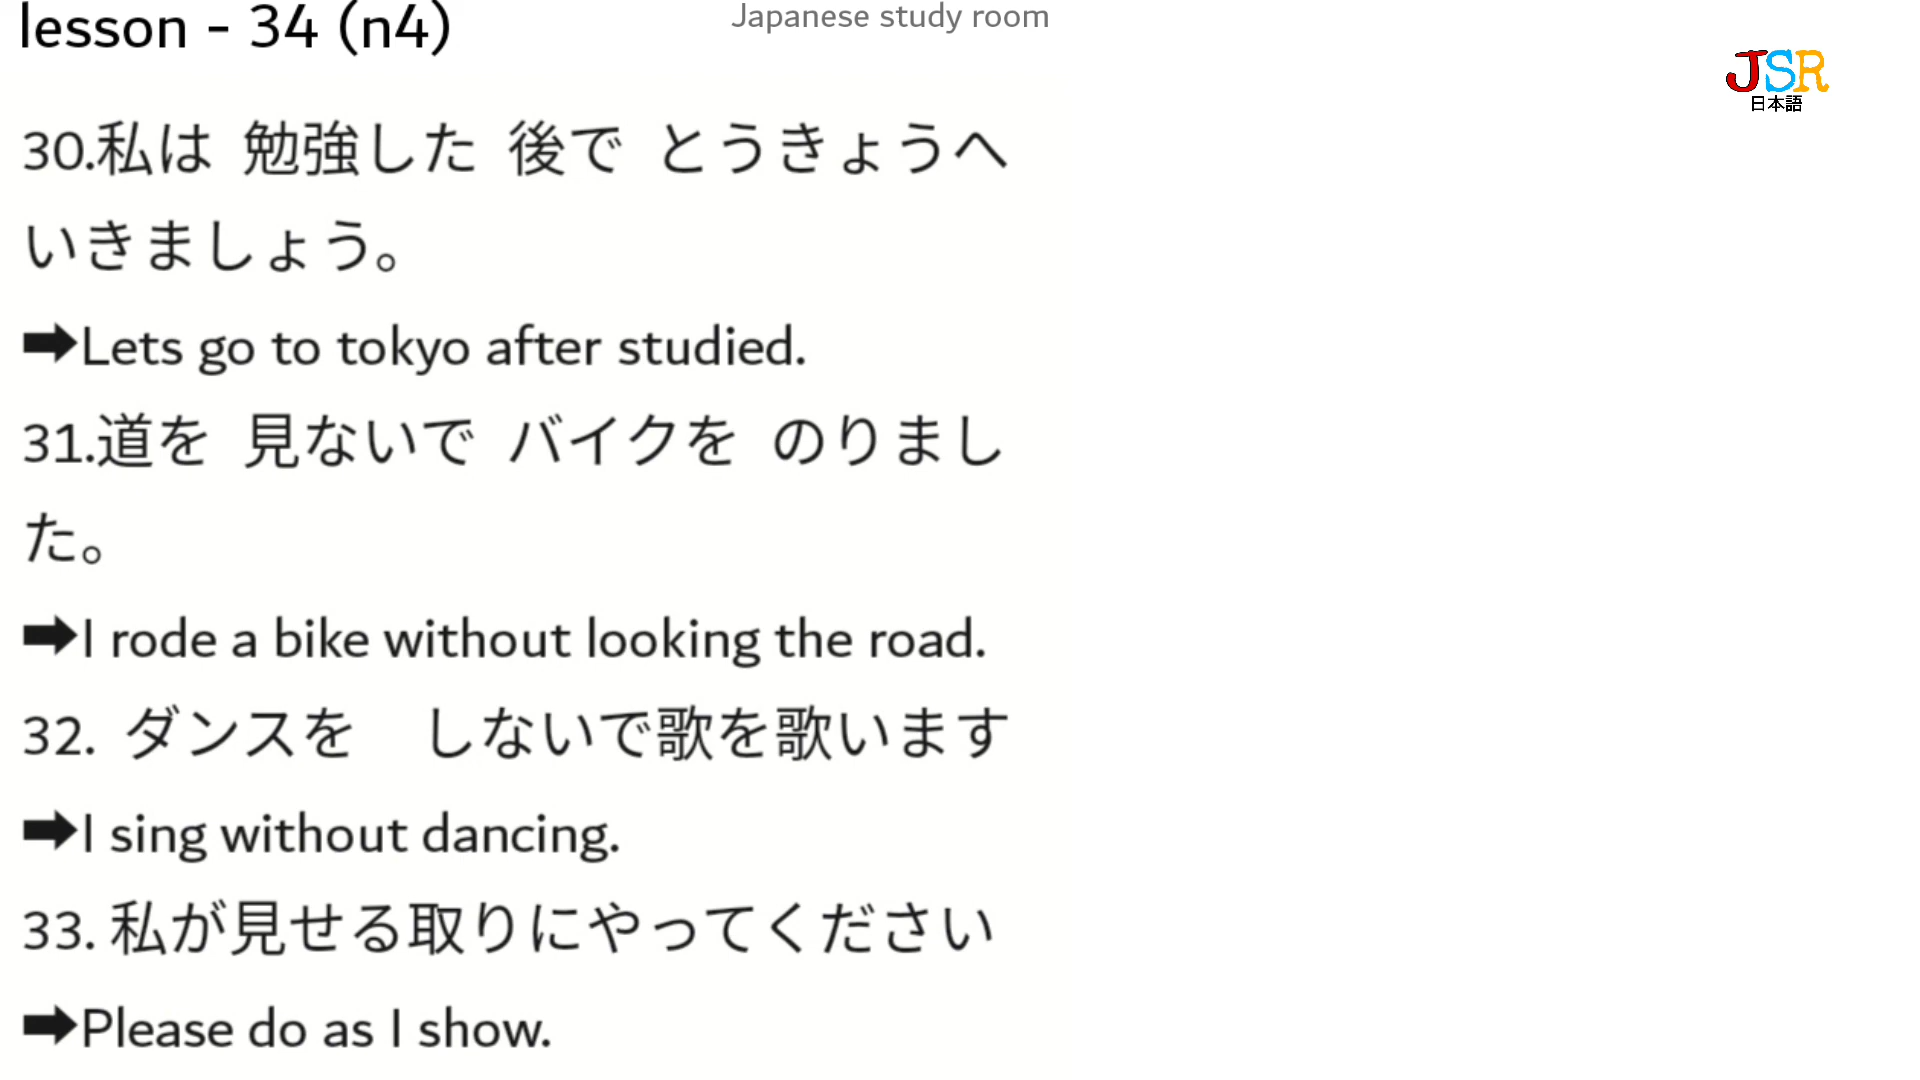 lesson - 34 (n4)
Japanese study room
JSR
日本語
30.私は 勉強した 後で とうきょうへ
いきましょう。
➡Lets go to tokyo after studied.
31.道を 見ないで バイクを のりまし
た。
➡I rode a bike without looking the road.
32. ダンスを　しないで歌を歌います
➡I sing without dancing.
33. 私が見せる取りにやってください
➡Please do as I show.